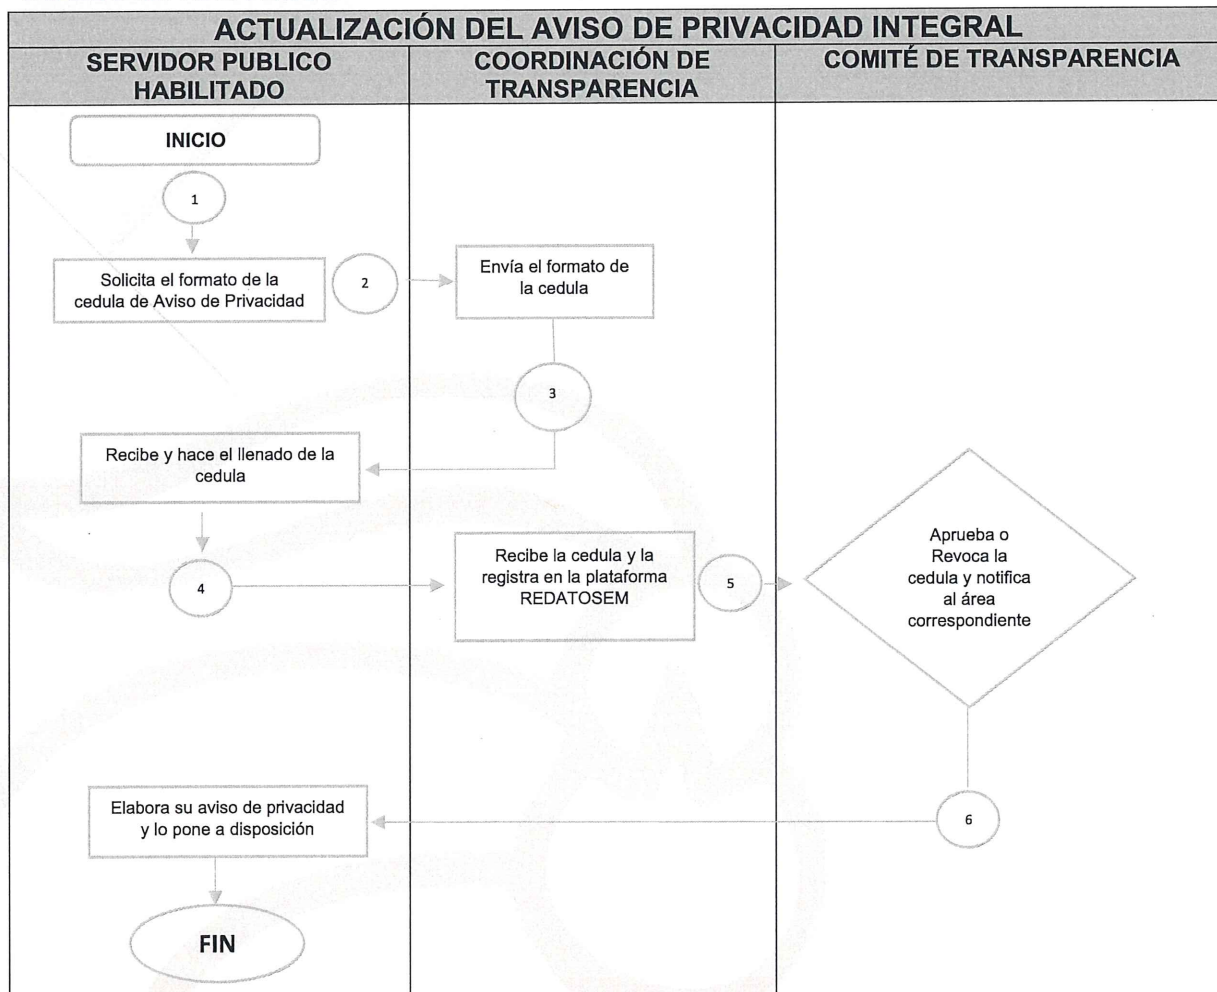 ACTUALIZACIÓN DEL AVISO DE PRIVACIDAD INTEGRAL
SERVIDOR PUBLICO
HABILITADO
COORDINACIÓN DE
TRANSPARENCIA
COMITÉ DE TRANSPARENCIA
INICIO
1
Solicita el formato de la
cedula de Aviso de Privacidad
2
Envía el formato de
la cedula
3
Recibe y hace el llenado de la
cedula
4
Recibe la cedula y la
registra en la plataforma
REDATOSEM
5
Aprueba o
Revoca la
cedula y notifica
al área
correspondiente
6
Elabora su aviso de privacidad
y lo pone a disposición
FIN